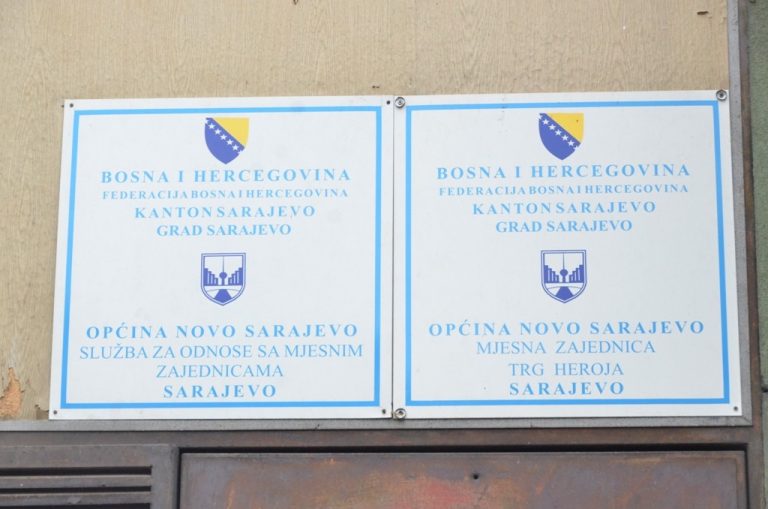 BOSNA I HERCEGOVINA
FEDERACIJA BOSNA I HERCEGOVINA
KANTON SARAJEVO
GRAD SARAJEVO
OPĆINA NOVO SARAJEVO
SLUŽBA ZA ODNOSE SA MJESNIM
ZAJEDNICAMA
SARAJEVO
BOSNA I HERCEGOVINA
FEDERACIJA BOSNA I HERCEGOVINA
KANTON SARAJEVO
GRAD SARAJEVO
OPĆINA NOVO SARAJEVO
MJESNA ZAJEDNICA
TRG HEROJA
SARAJEVO